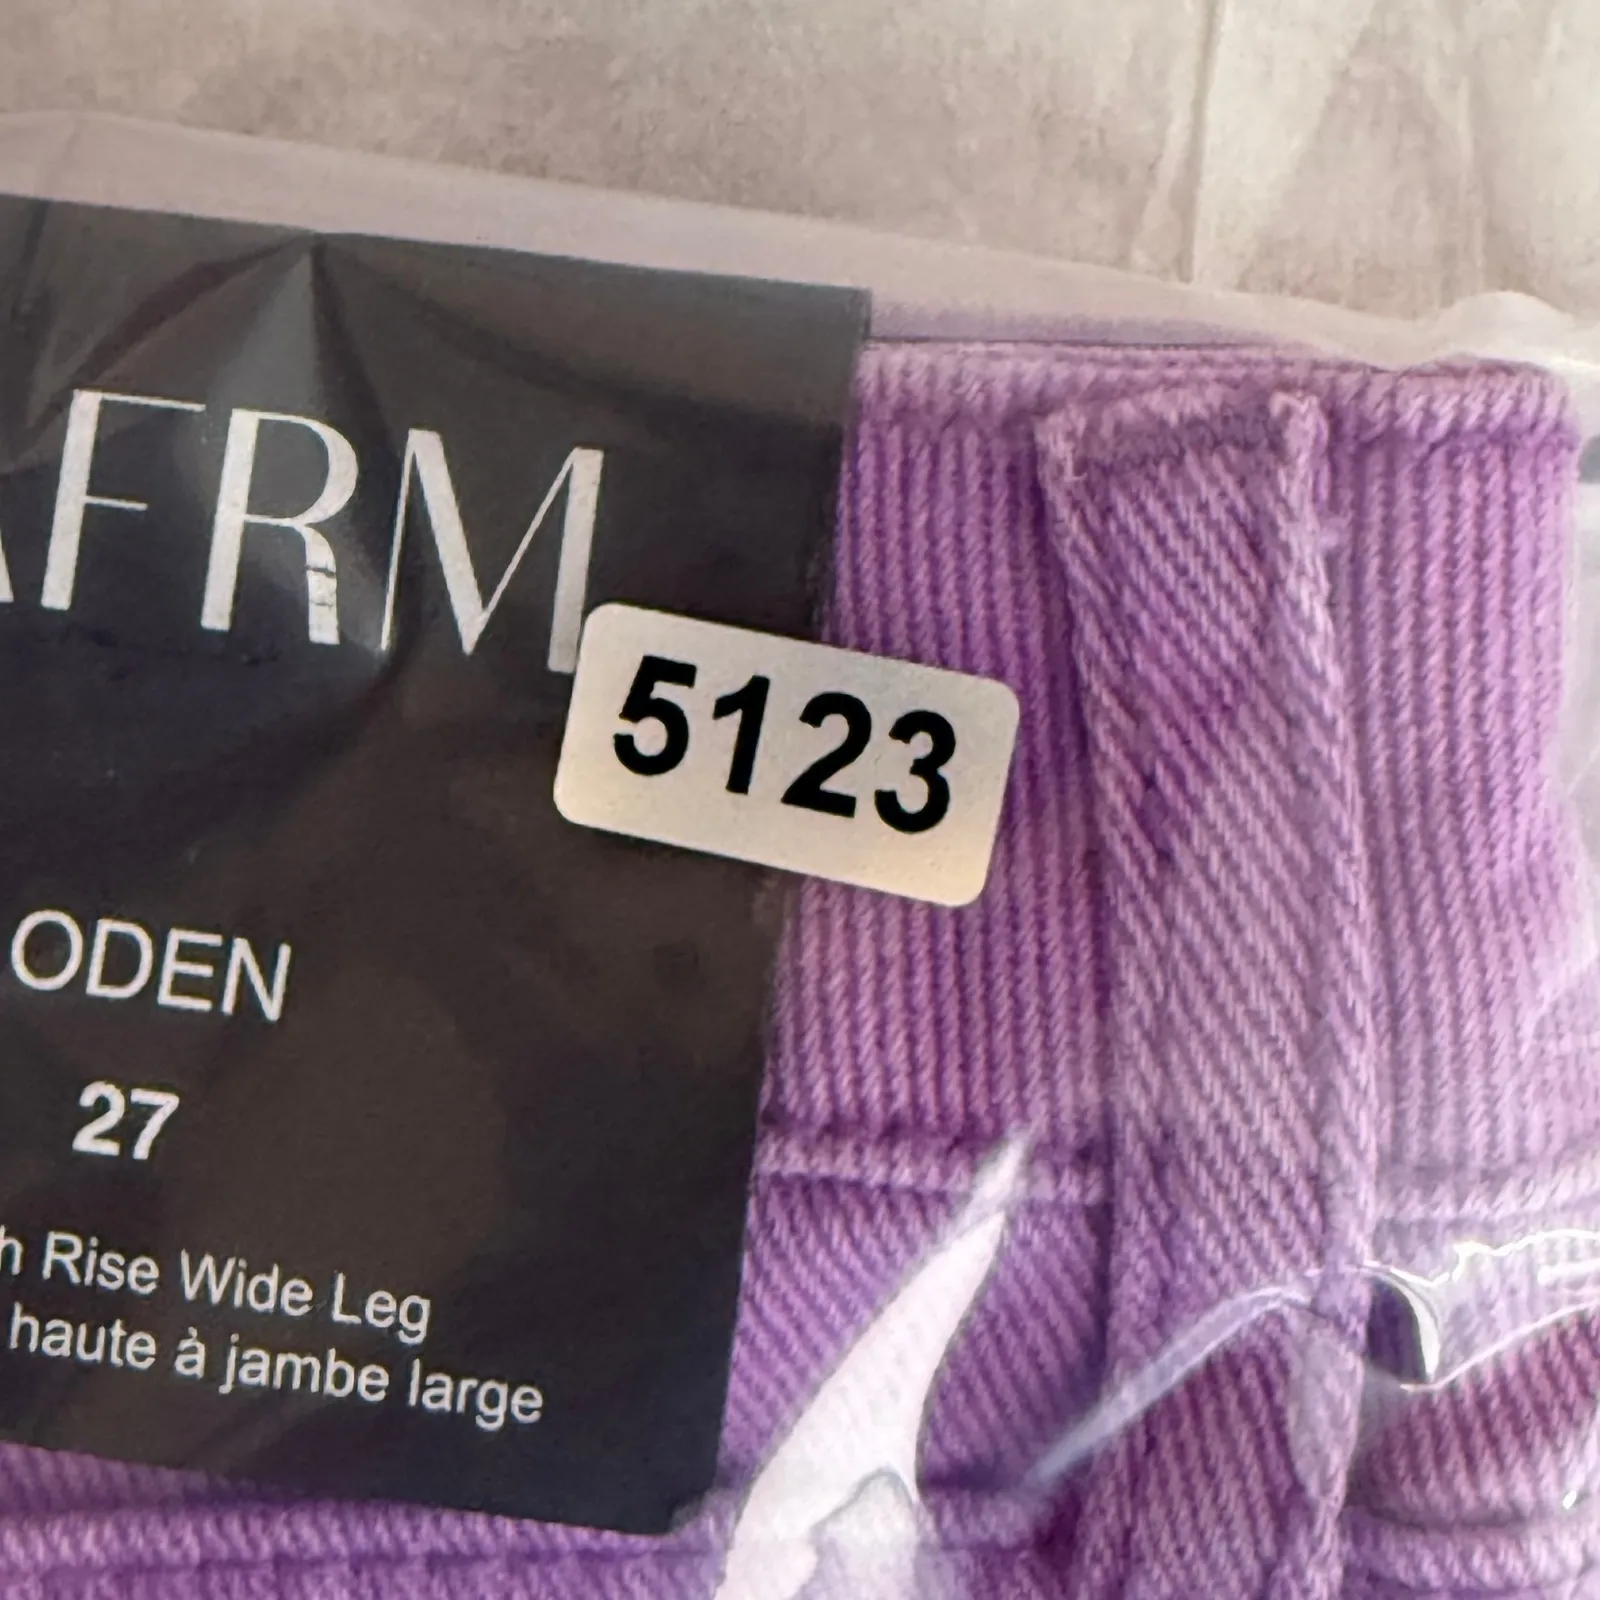 AFRM
5123
ODEN
27
h Rise Wide Leg
haute à jambe large